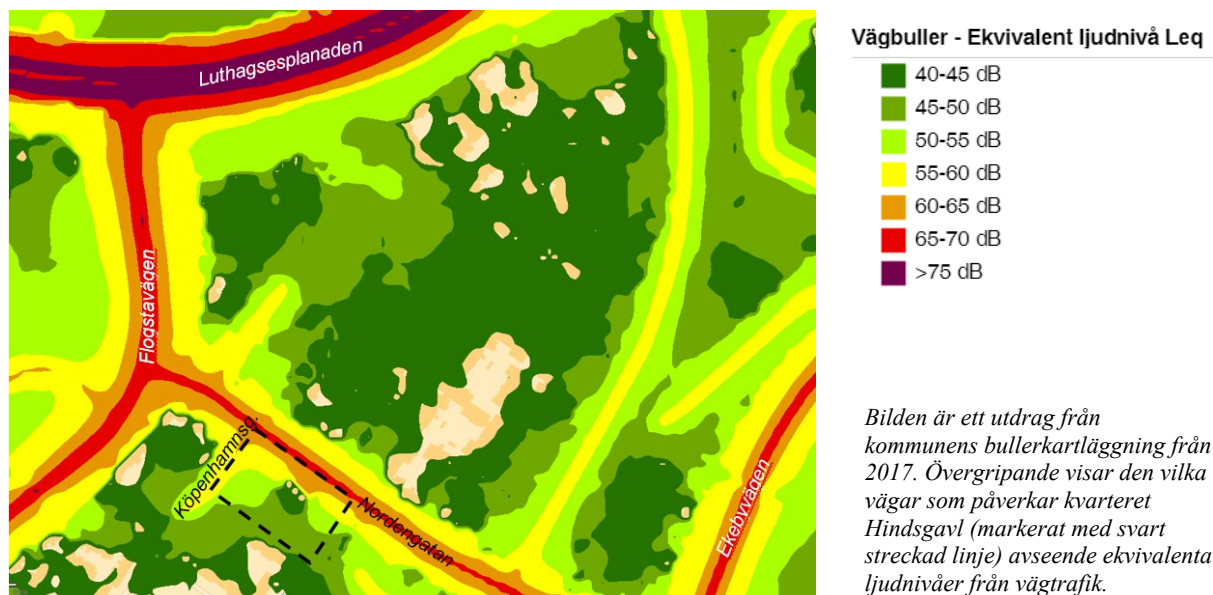 Luthagsesplanaden
Flogstavägen
Köpenhamnsg.
Nordengatan
Ekebyvägen
Vägbuller - Ekvivalent ljudnivå Leq
40-45 dB
45-50 dB
50-55 dB
55-60 dB
60-65 dB
65-70 dB
>75 dB
Bilden är ett utdrag från
kommunens bullerkartläggning från
2017. Övergripande visar den vilka
vägar som påverkar kvarteret
Hindsgavl (markerat med svart
streckad linje) avseende ekvivalenta
ljudnivåer från vägtrafik.